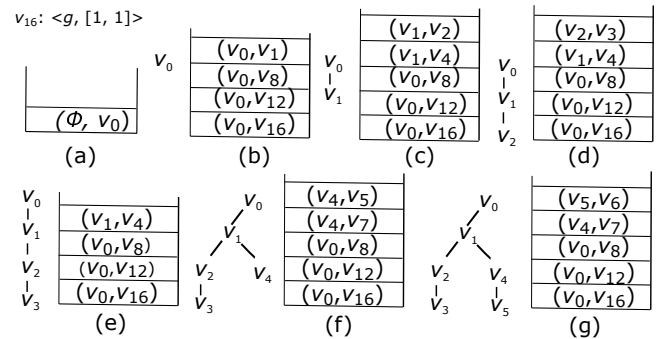 v16: <g, [1, 1]>
(Φ, v0)
(a)
v0
(v0,v1)
(v0,v8)
(v0,v12)
(v0,v16)
(b)
v0
v1
(v1,v2)
(v1,v4)
(v0,v8)
(v0,v12)
(v0,v16)
(c)
v0
v1
v2
(v2,v3)
(v1,v4)
(v0,v8)
(v0,v12)
(v0,v16)
(d)
v0
v1
v2
v3
(v1,v4)
(v0,v8)
(v0,v12)
(v0,v16)
(e)
v0
v1
v2
v4
v3
(v4,v5)
(v4,v7)
(v0,v8)
(v0,v12)
(v0,v16)
(f)
v0
v1
v2
v4
v3
v5
(v5,v6)
(v4,v7)
(v0,v8)
(v0,v12)
(v0,v16)
(g)